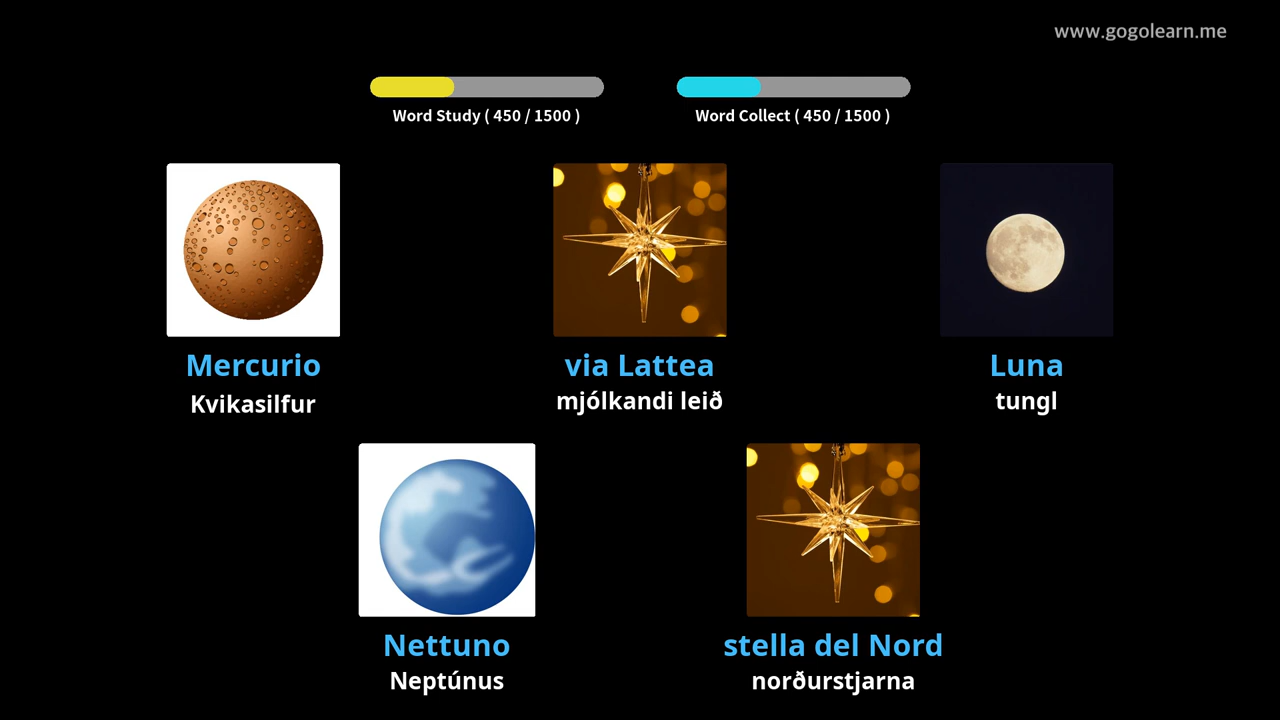 www.gogolearn.me
Word Study ( 450 / 1500 )
Word Collect ( 450 / 1500 )
Mercurio
Kvikasilfur
via Lattea
mjólkandi leið
Luna
tungl
Nettuno
Neptúnus
stella del Nord
norðurstjarna